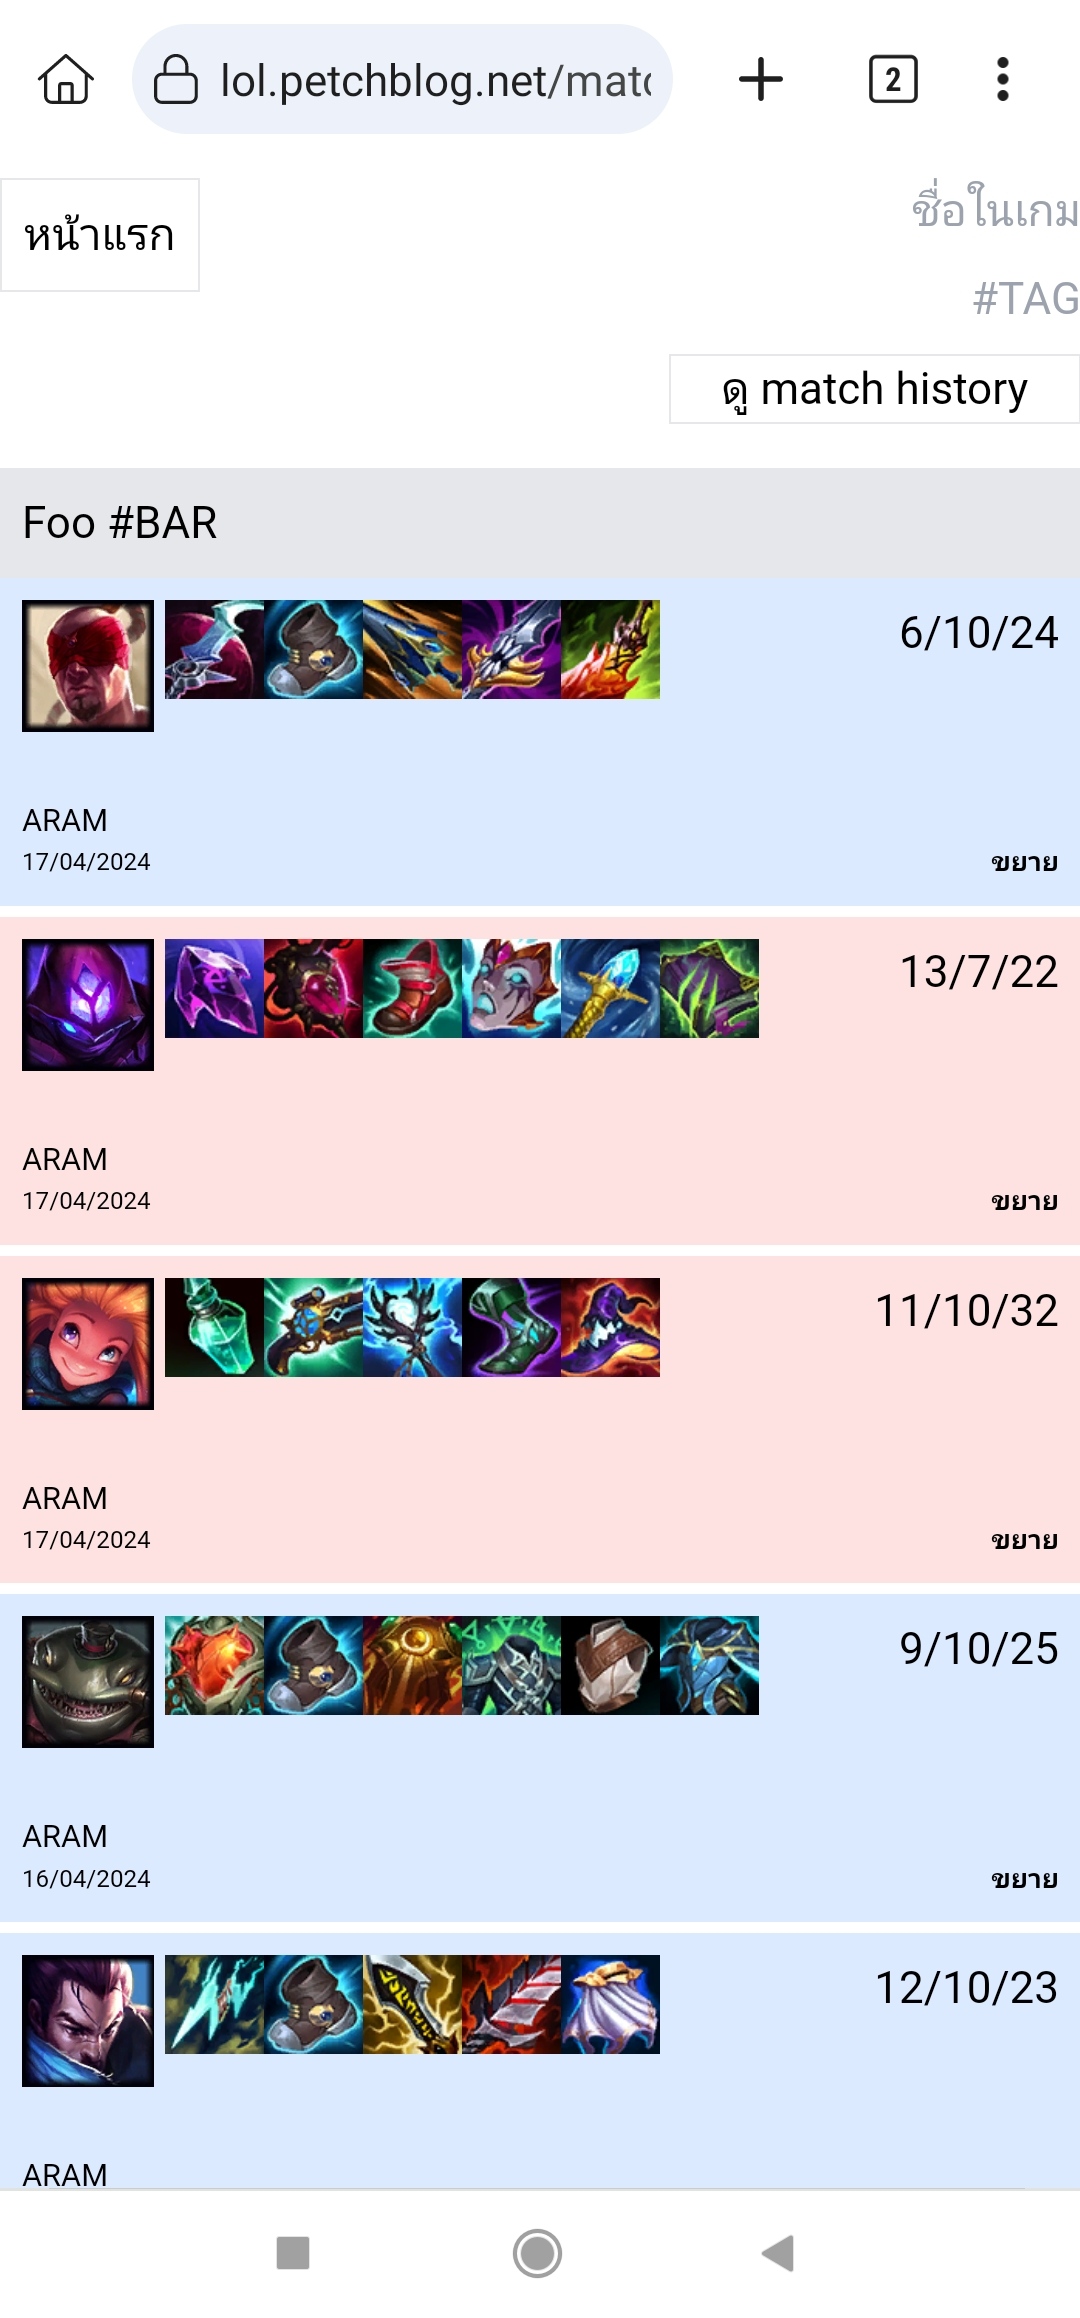 lol.petchblog.net/matc
2
หน้าแรก
ชื่อในเกม
#TAG
ดู match history
Foo #BAR
6/10/24
ARAM
17/04/2024
ขยาย
13/7/22
ARAM
17/04/2024
ขยาย
11/10/32
ARAM
17/04/2024
ขยาย
9/10/25
ARAM
16/04/2024
ขยาย
12/10/23
ARAM